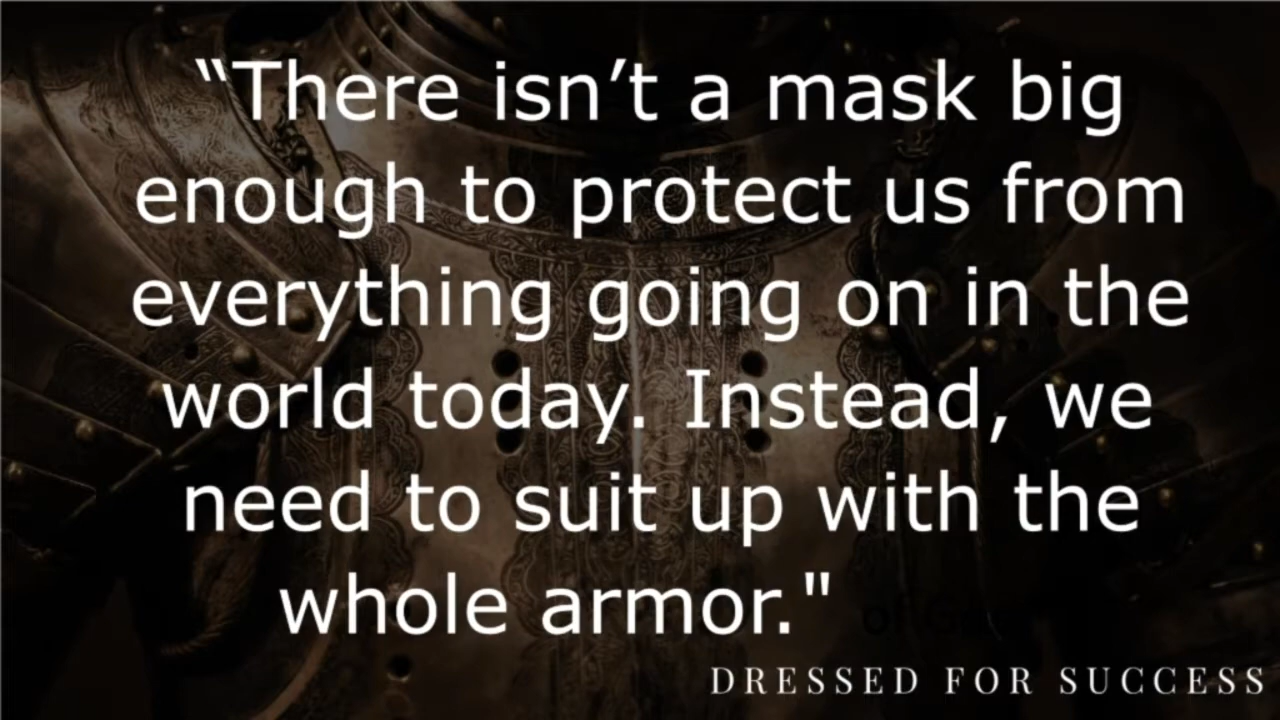 “There isn’t a mask big
enough to protect us from
everything going on in the
world today. Instead, we
need to suit up with the
whole armor."
DRESSED FOR SUCCESS